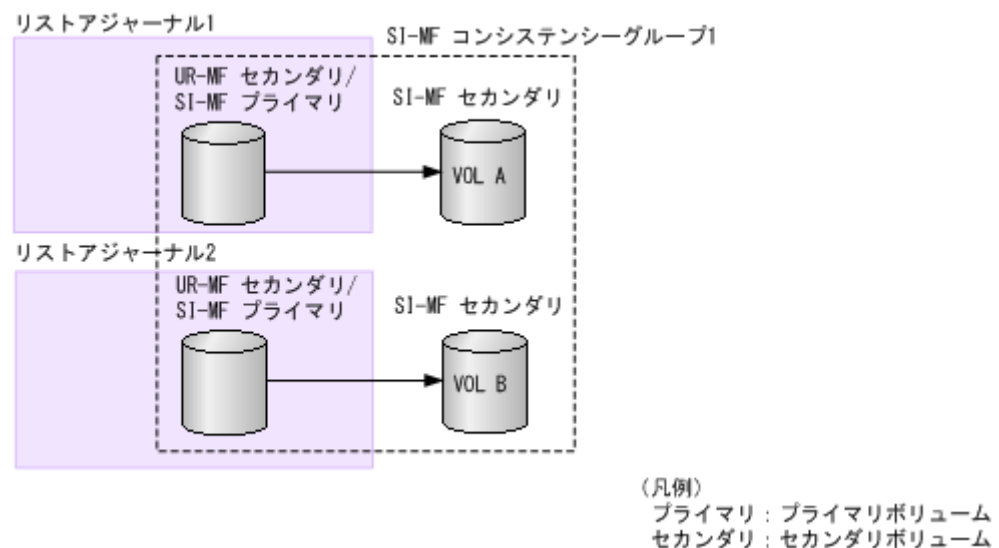 リストアジャーナル1
SI-MF コンシステンシーグループ1
UR-MF セカンダリ/
SI-MF プライマリ
SI-MF セカンダリ
VOL A
リストアジャーナル2
UR-MF セカンダリ/
SI-MF プライマリ
SI-MF セカンダリ
VOL B
(凡例)
プライマリ:プライマリボリューム
セカンダリ:セカンダリボリューム